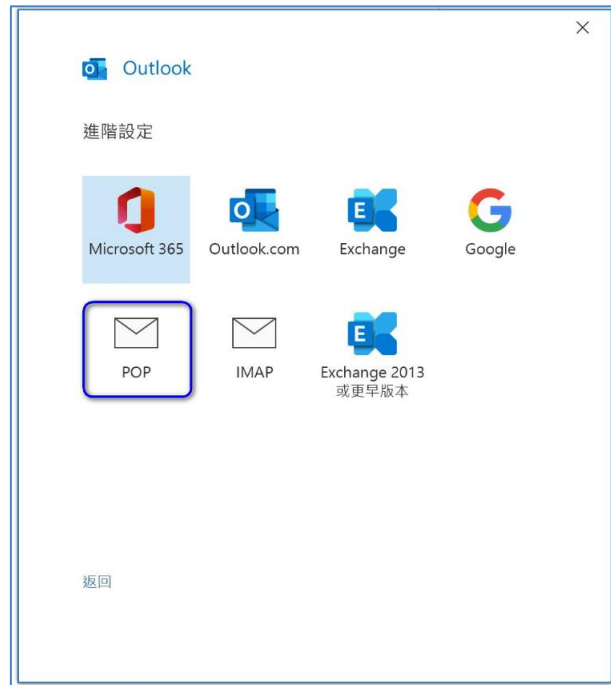 Outlook
進階設定
Microsoft 365
Outlook.com
Exchange
Google
POP
IMAP
Exchange 2013
或更早版本
返回